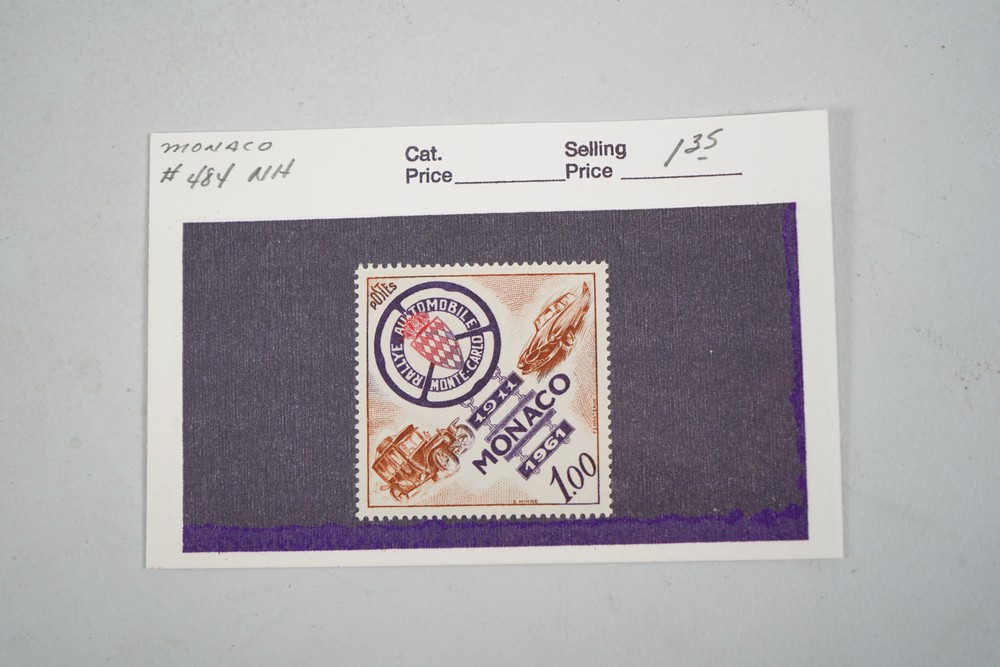 MONACO
# 484 NH
Cat.
Price
Selling
Price 1 35
POSTES
RALLYE AUTOMOBILE
MONTE-CARLO
1911
MONACO
1961
1.00
S. MINNE